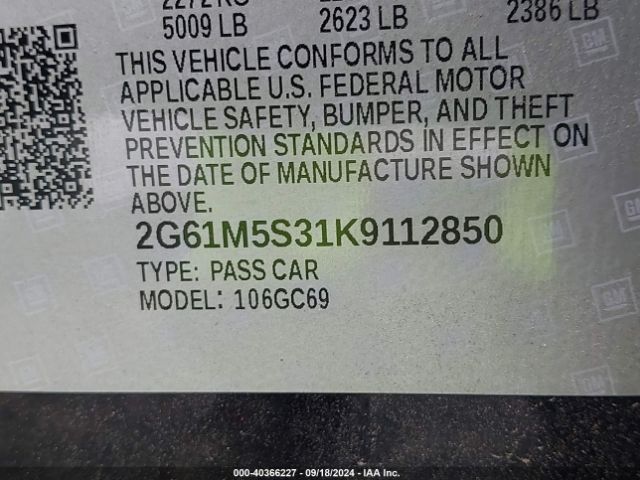 5009 LB 2623 LB 2386 LB
THIS VEHICLE CONFORMS TO ALL
APPLICABLE U.S. FEDERAL MOTOR
VEHICLE SAFETY, BUMPER, AND THEFT
PREVENTION STANDARDS IN EFFECT ON
THE DATE OF MANUFACTURE SHOWN
ABOVE.
2G61M5S31K9112850
TYPE: PASS CAR
MODEL: 106GC69
GM
000-40366227 - 09/18/2024 - IAA Inc.